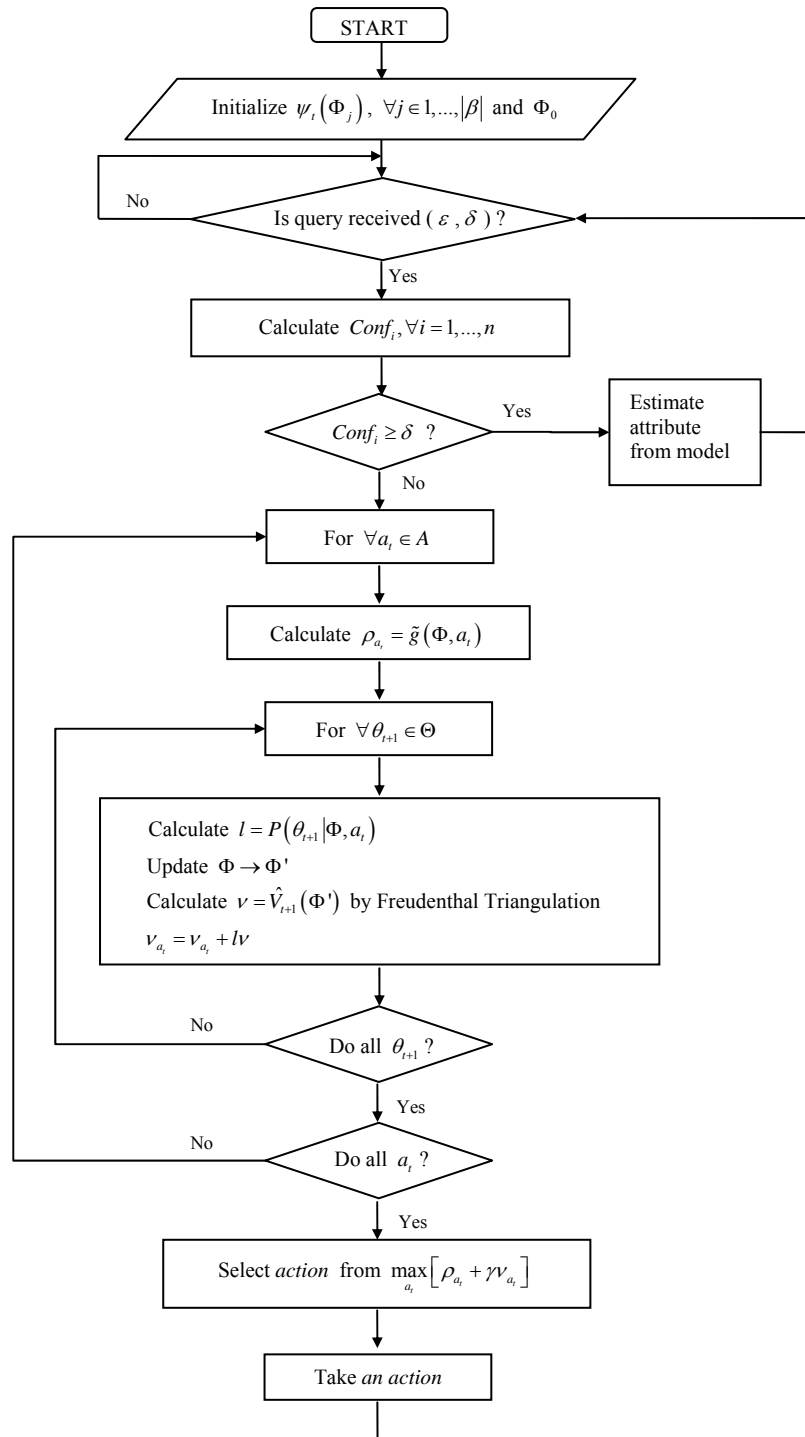 START
Initialize ψ_t(Φ_j), ∀j∈1,...,|β| and Φ_0
No
Is query received (ε,δ)?
Yes
Calculate Conf_i,∀i=1,...,n
Conf_i ≥ δ ?
Yes
Estimate
attribute
from model
No
For ∀a_t ∈ A
Calculate ρ_{a_t} = g̃(Φ,a_t)
For ∀θ_{t+1} ∈ Θ
Calculate l = P(θ_{t+1}|Φ,a_t)
Update Φ → Φ'
Calculate ν = V̂_{t+1}(Φ') by Freudenthal Triangulation
ν_{a_t} = ν_{a_t} + lν
No
Do all θ_{t+1} ?
Yes
No
Do all a_t ?
Yes
Select action from max_{a_t}[ρ_{a_t} + γν_{a_t}]
Take an action